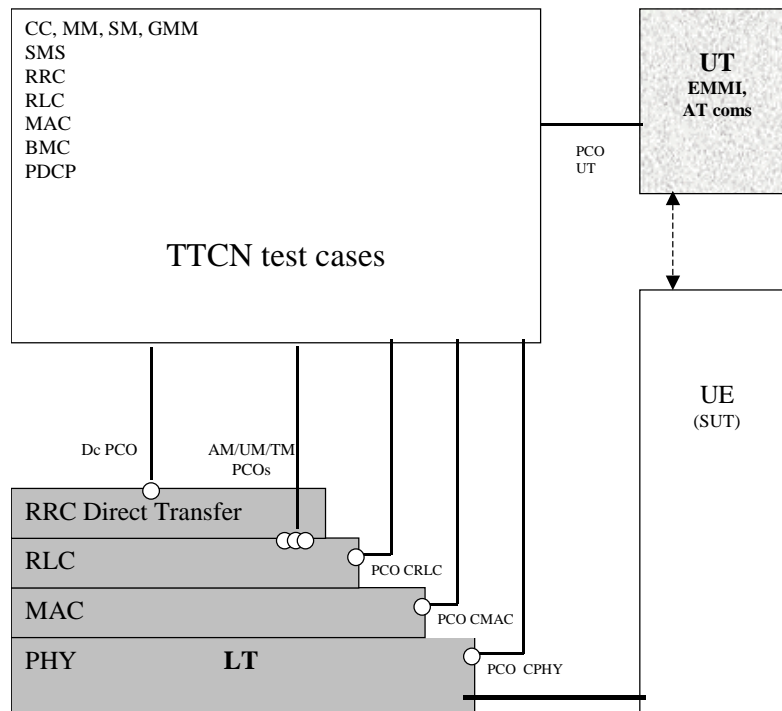 CC, MM, SM, GMM
SMS
RRC
RLC
MAC
BMC
PDCP
TTCN test cases
UT
EMMI,
AT coms
PCO
UT
UE
(SUT)
Dc PCO
AM/UM/TM
PCOs
RRC Direct Transfer
RLC
PCO CRLC
MAC
PCO CMAC
PHY
LT
PCO CPHY